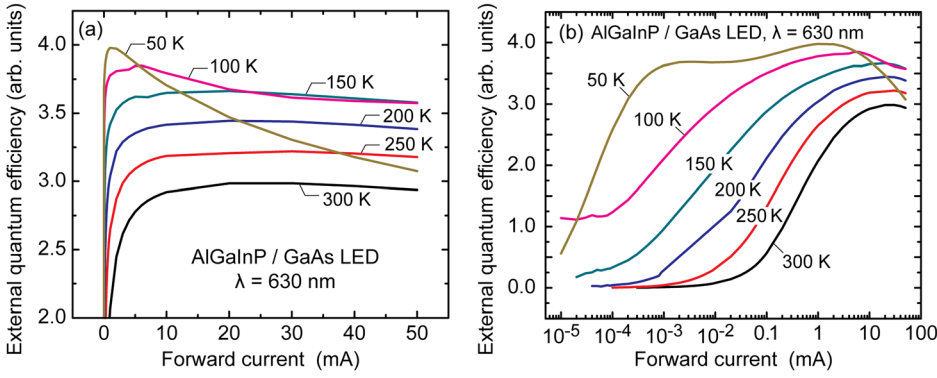 (a)
50 K
100 K
150 K
200 K
250 K
300 K
AlGaInP / GaAs LED
λ = 630 nm
External quantum efficiency (arb. units)
4.0
3.5
3.0
2.5
2.0
0 10 20 30 40 50
Forward current (mA)
(b) AlGaInP / GaAs LED, λ = 630 nm
50 K
100 K
150 K
200 K
250 K
300 K
External quantum efficiency (arb. units)
4.0
3.0
2.0
1.0
0.0
10⁻⁵ 10⁻⁴ 10⁻³ 10⁻² 0.1 1 10 100
Forward current (mA)